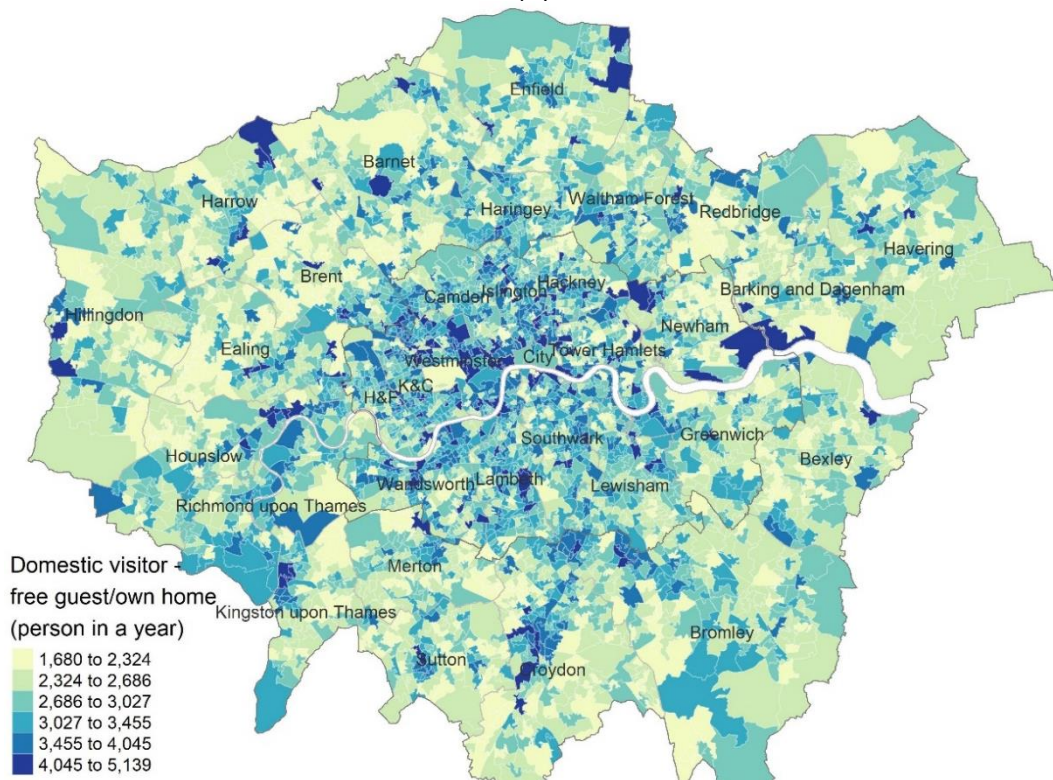 Enfield
Barnet
Harrow
Haringey
Waltham Forest
Redbridge
Havering
Brent
Camden
Islington
Hackney
Barking and Dagenham
Hillingdon
Newham
Ealing
Westminster
City
Tower Hamlets
K&C
H&F
Southwark
Greenwich
Hounslow
Bexley
Wandsworth
Lambeth
Lewisham
Richmond upon Thames
Merton
Kingston upon Thames
Bromley
Sutton
Croydon
Domestic visitor -
free guest/own home
(person in a year)
1,680 to 2,324
2,324 to 2,686
2,686 to 3,027
3,027 to 3,455
3,455 to 4,045
4,045 to 5,139